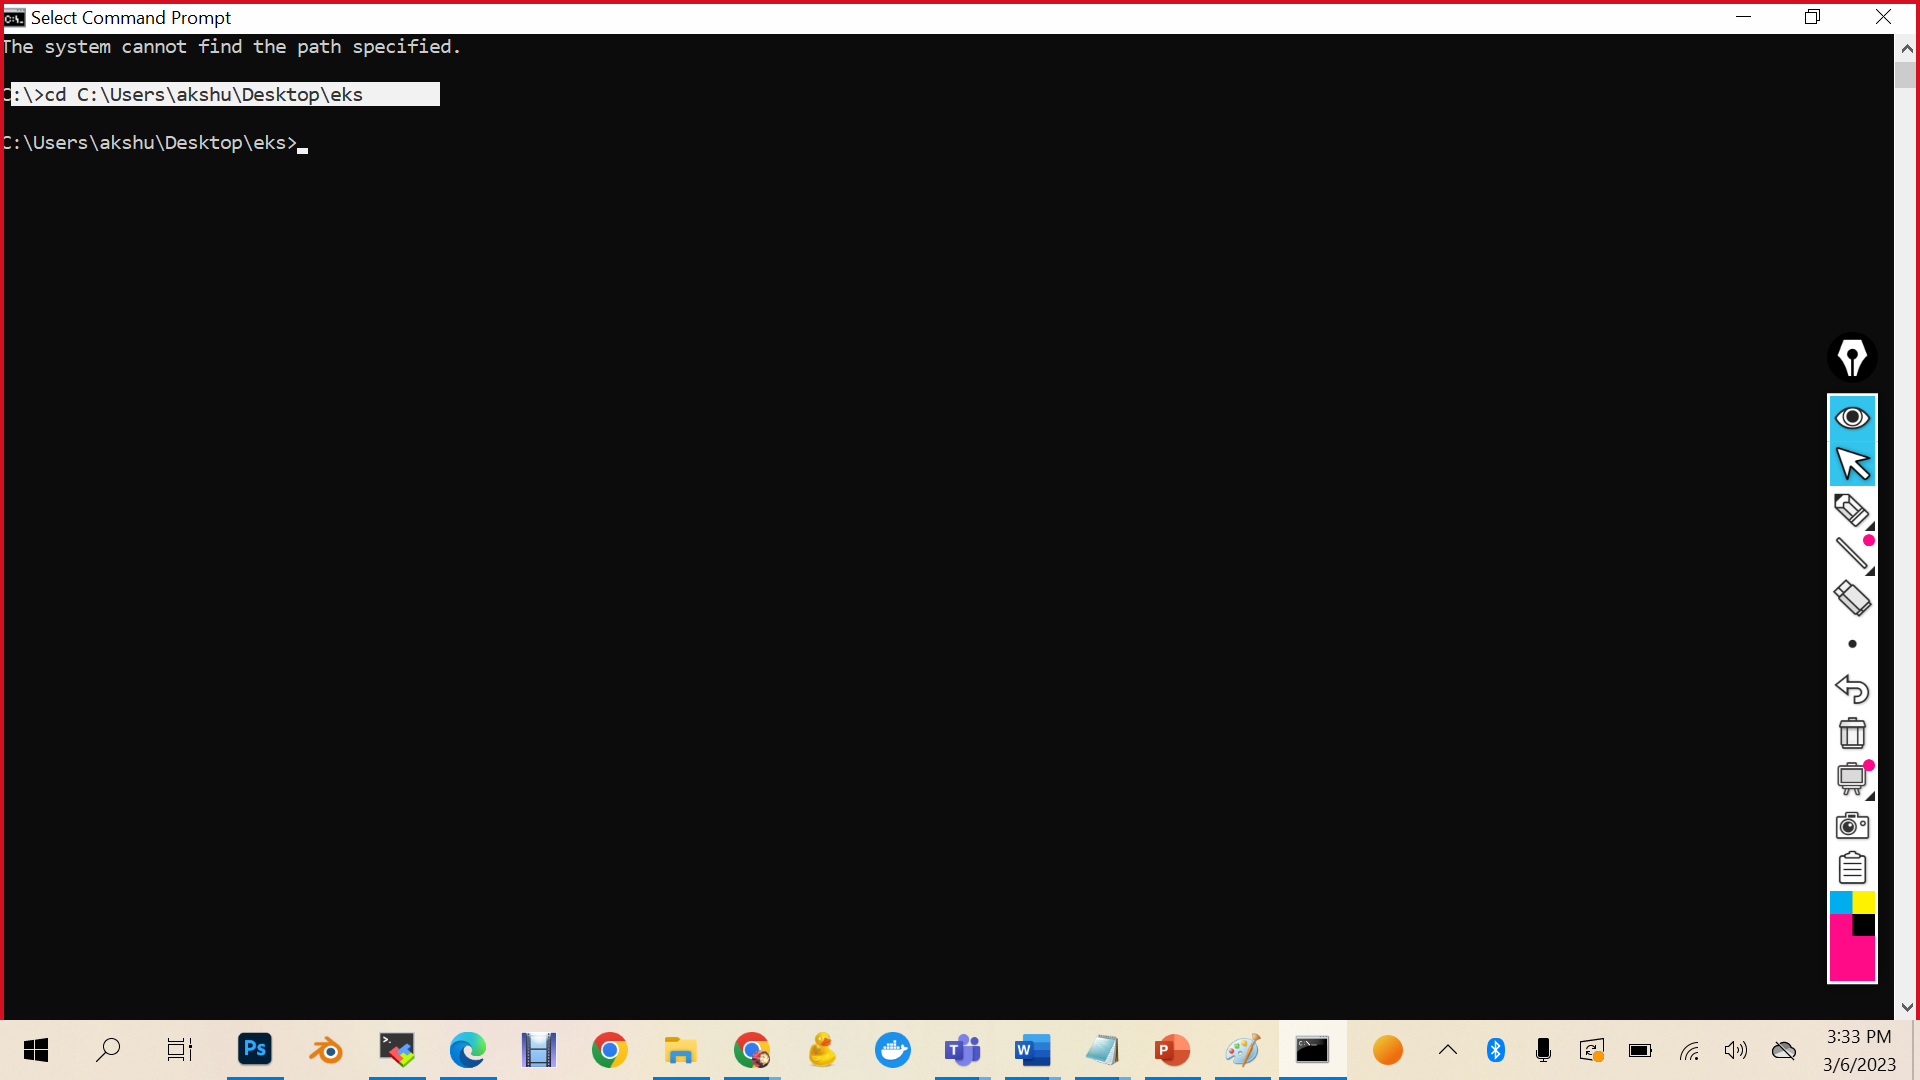 Select Command Prompt
The system cannot find the path specified.
C:\>cd C:\Users\akshu\Desktop\eks
C:\Users\akshu\Desktop\eks>
Ps
T
W
P
3:33 PM
3/6/2023